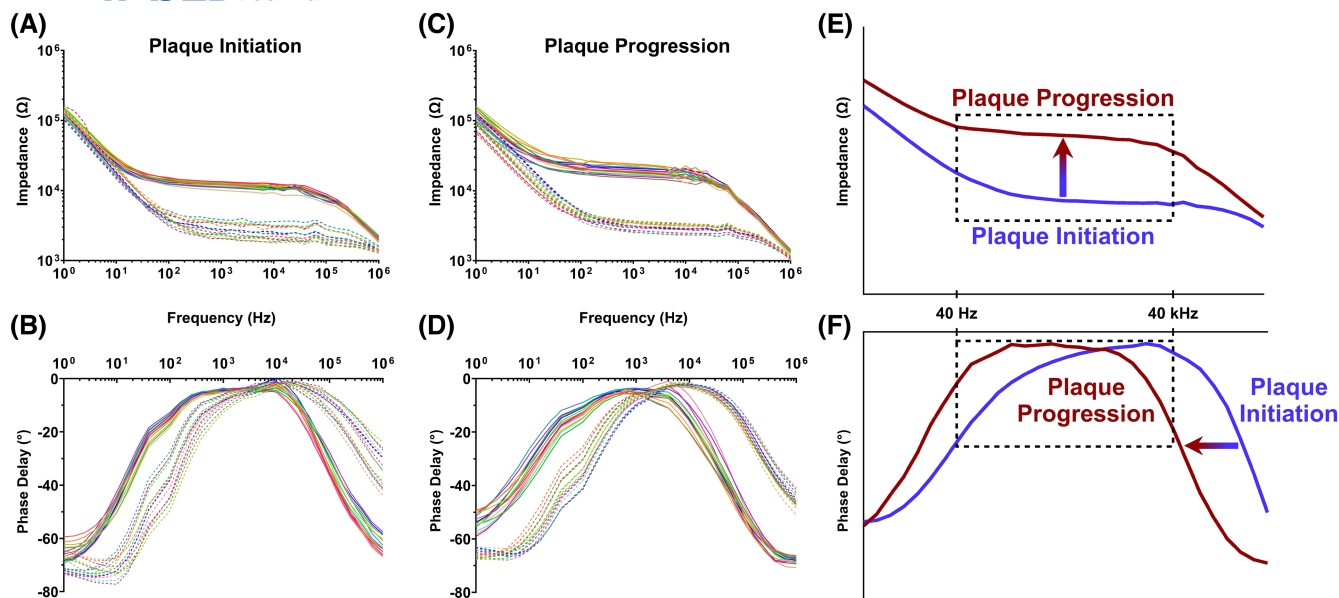 (A)
Plaque Initiation
10⁶
10⁵
10⁴
10³
Impedance (Ω)
10⁰ 10¹ 10² 10³ 10⁴ 10⁵ 10⁶
Frequency (Hz)
(B)
10⁰ 10¹ 10² 10³ 10⁴ 10⁵ 10⁶
0
-20
-40
-60
-80
Phase Delay (°)
(C)
Plaque Progression
10⁶
10⁵
10⁴
10³
Impedance (Ω)
10⁰ 10¹ 10² 10³ 10⁴ 10⁵ 10⁶
Frequency (Hz)
(D)
10⁰ 10¹ 10² 10³ 10⁴ 10⁵ 10⁶
0
-20
-40
-60
-80
Phase Delay (°)
(E)
Impedance (Ω)
Plaque Progression
Plaque Initiation
40 Hz 40 kHz
(F)
Phase Delay (°)
Plaque
Progression
Plaque
Initiation